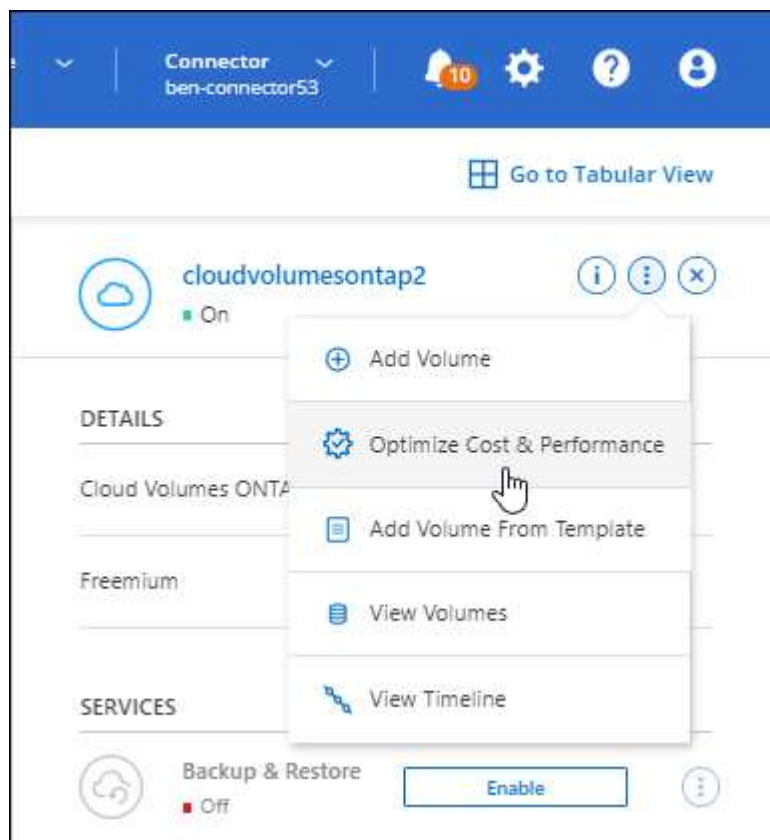 Connector
ben-connector53
10
Go to Tabular View
cloudvolumesontap2
On
Add Volume
DETAILS
Optimize Cost & Performance
Cloud Volumes ONTA
Add Volume From Template
Freemium
View Volumes
View Timeline
SERVICES
Backup & Restore
Off
Enable